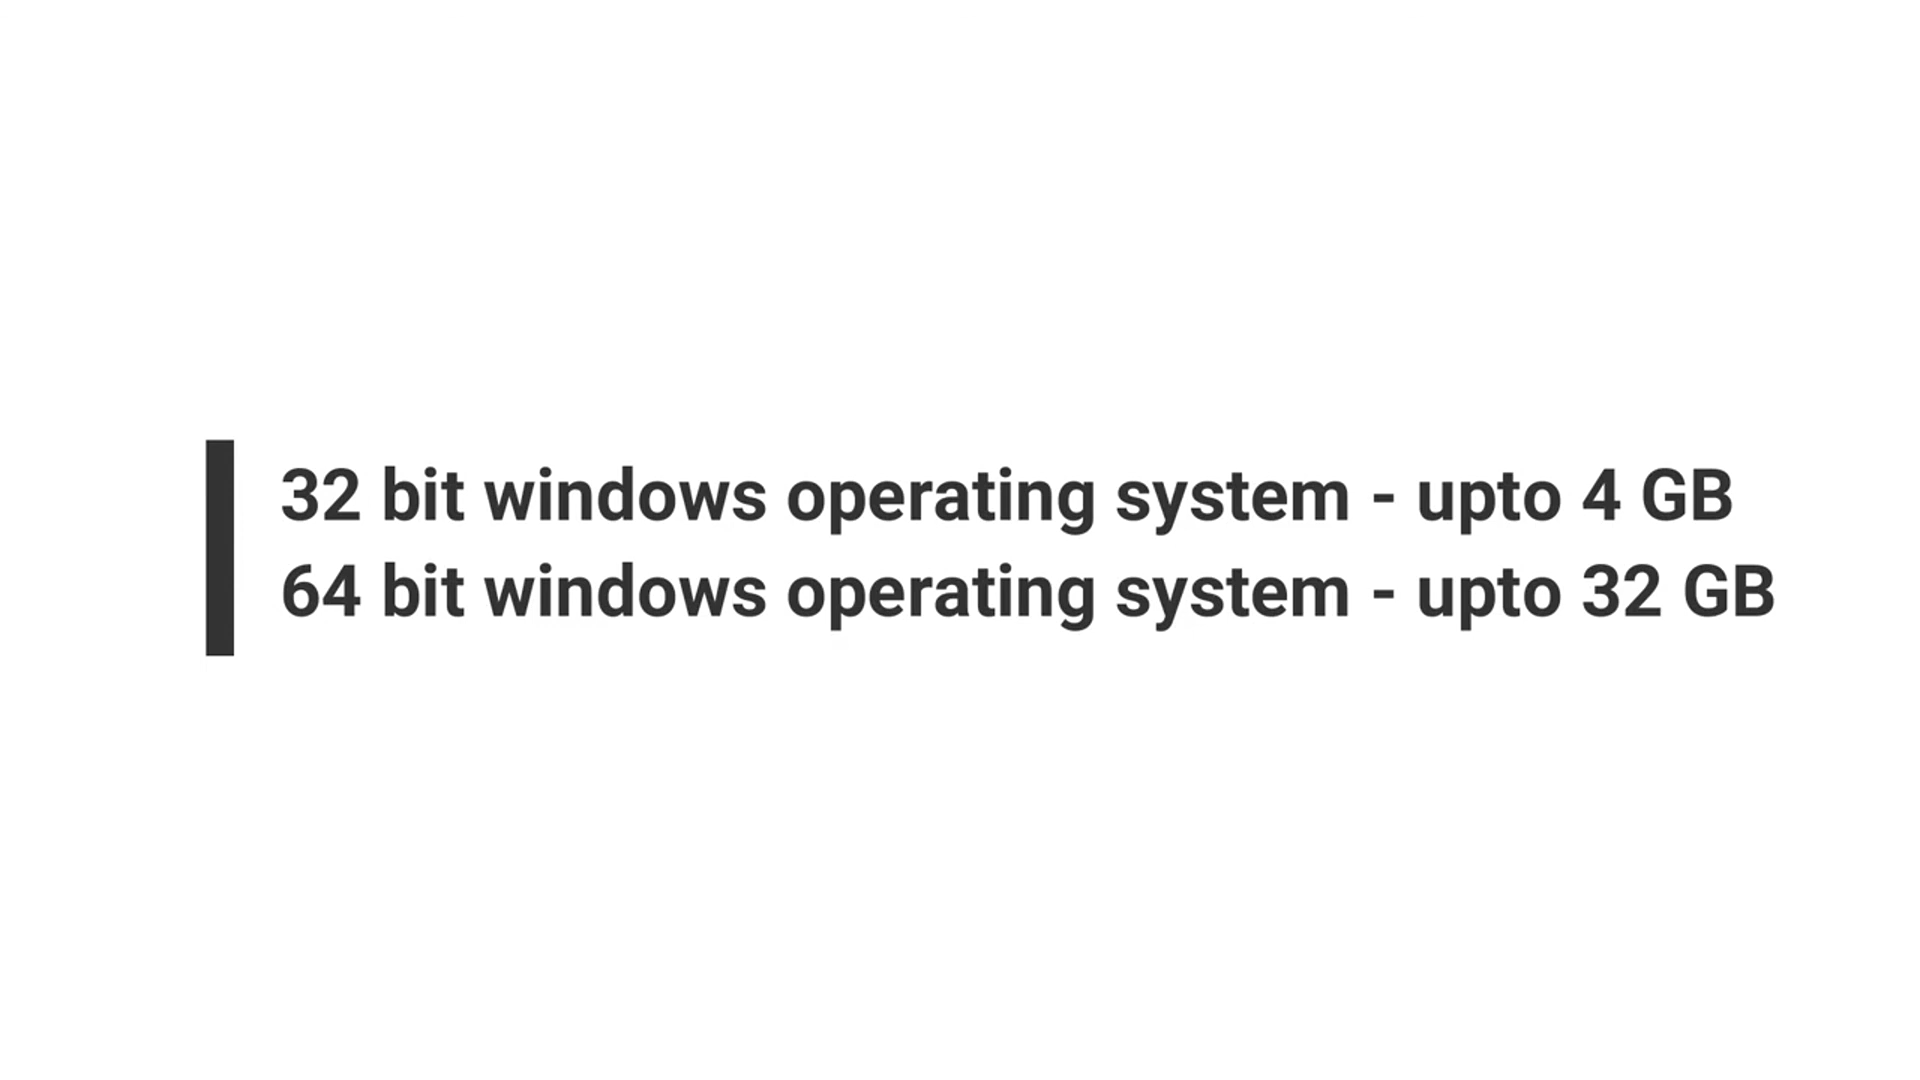 32 bit windows operating system - upto 4 GB
64 bit windows operating system - upto 32 GB